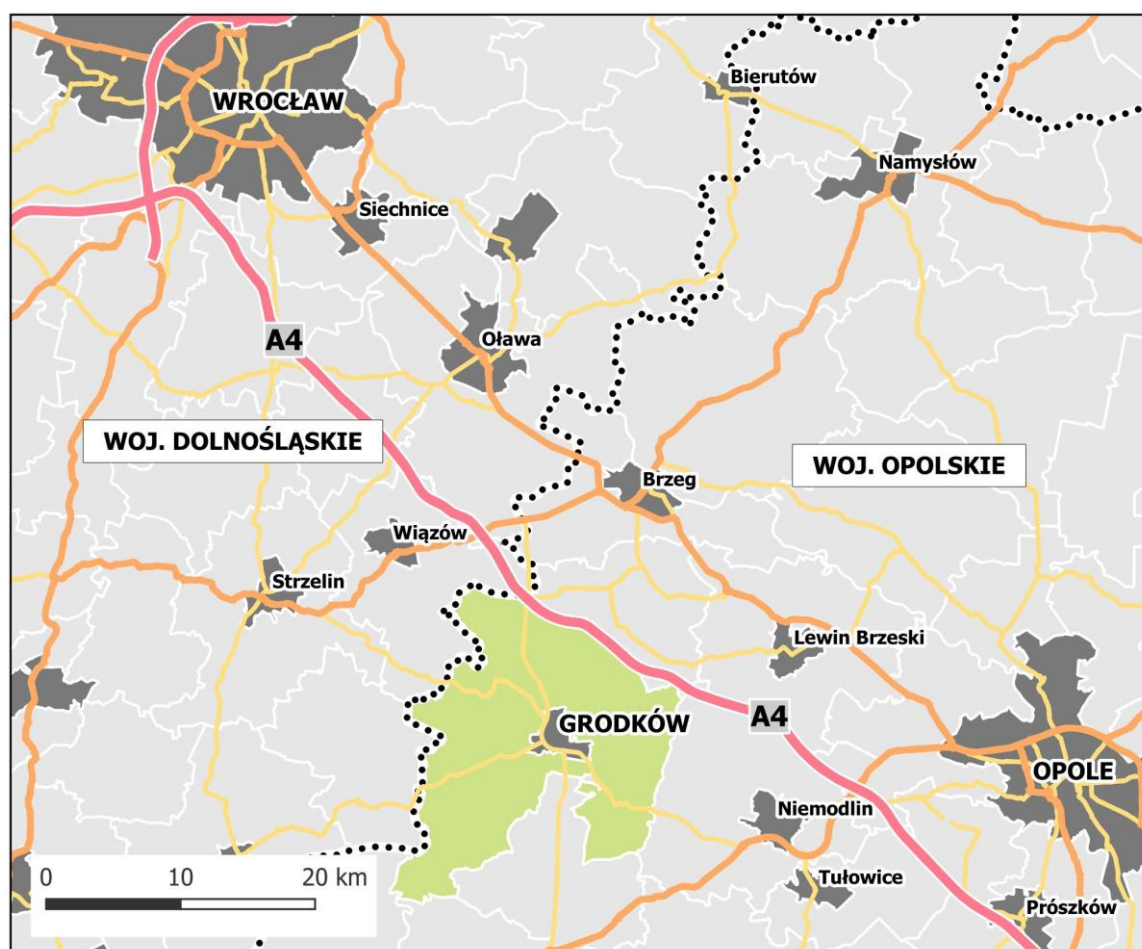 Bierutów
WROCŁAW
Namysłów
Siechnice
Oława
A4
WOJ. DOLNOŚLĄSKIE
WOJ. OPOLSKIE
Brzeg
Wiązów
Strzelin
Lewin Brzeski
GRODKÓW
A4
OPOLE
Niemodlin
Tułowice
Prószków
0 10 20 km